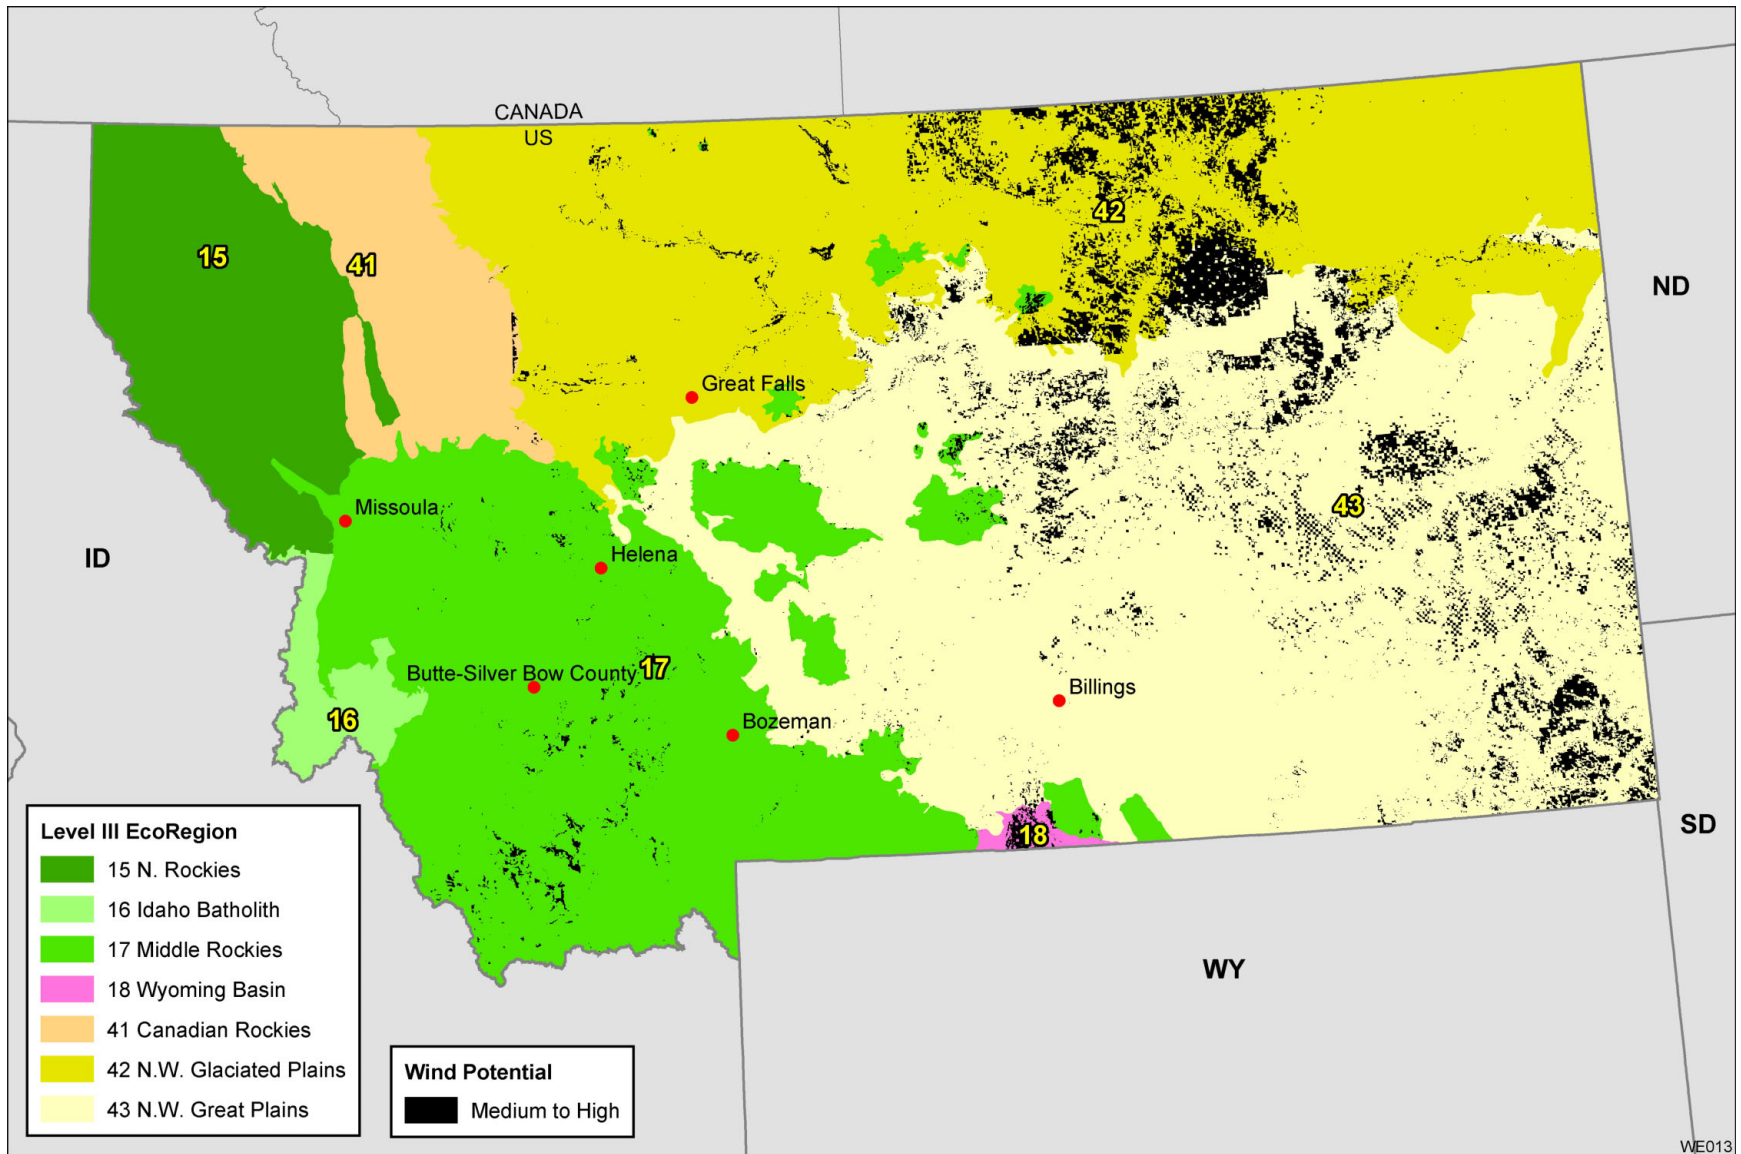 CANADA
US
15
41
42
ND
Great Falls
43
Missoula
ID
Helena
Butte-Silver Bow County
17
Billings
16
Bozeman
18
SD
Level III EcoRegion
15 N. Rockies
16 Idaho Batholith
17 Middle Rockies
18 Wyoming Basin
41 Canadian Rockies
42 N.W. Glaciated Plains
43 N.W. Great Plains
Wind Potential
Medium to High
WY
WE013